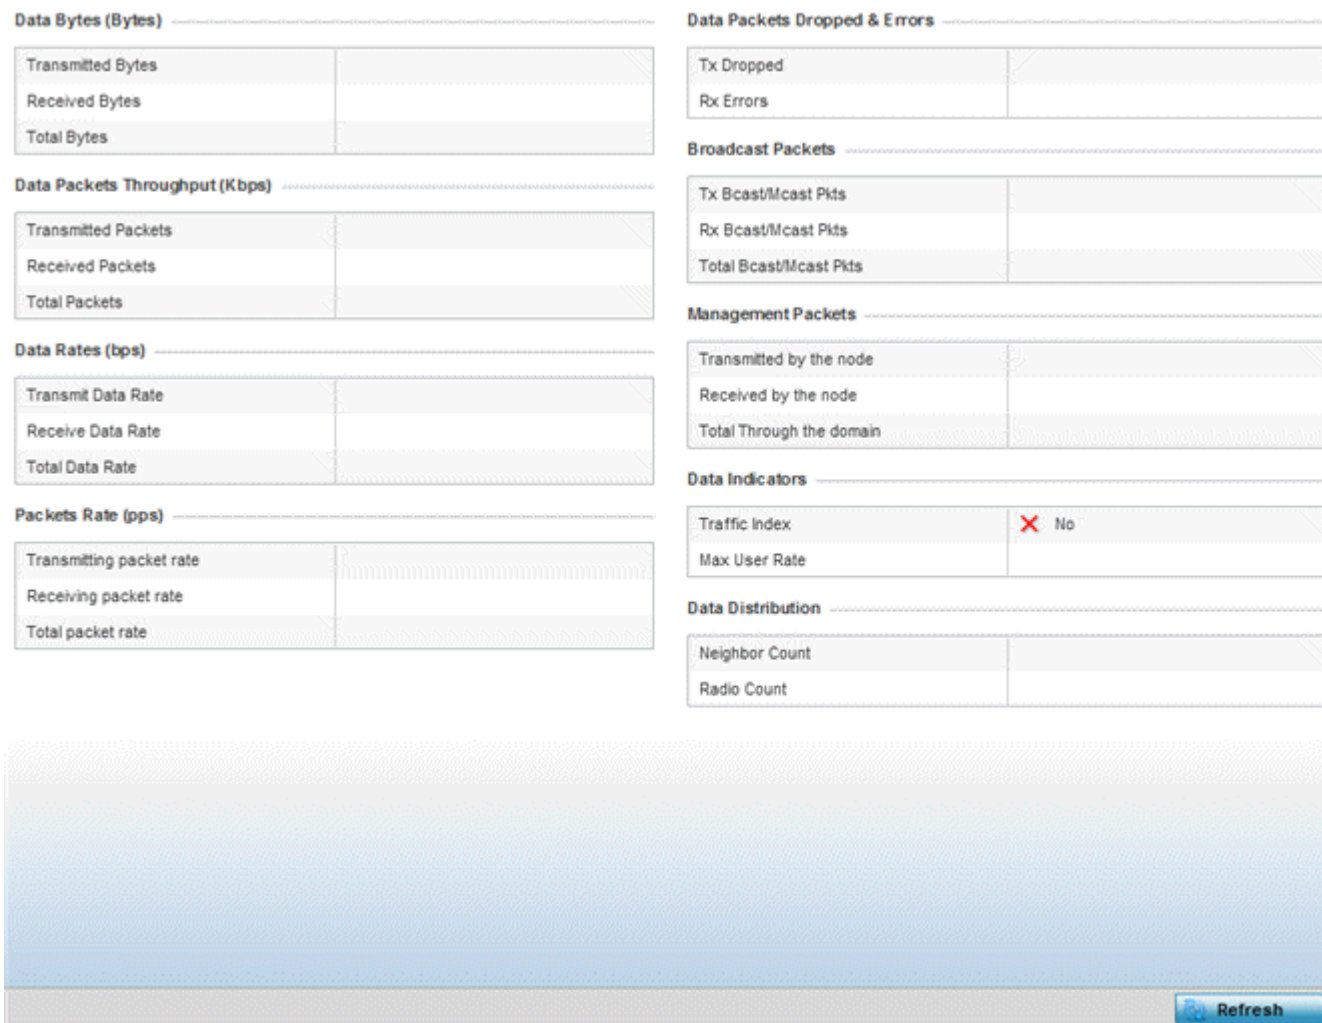 Data Bytes (Bytes)
Transmitted Bytes
Received Bytes
Total Bytes
Data Packets Throughput (Kbps)
Transmitted Packets
Received Packets
Total Packets
Data Rates (bps)
Transmit Data Rate
Receive Data Rate
Total Data Rate
Packets Rate (pps)
Transmitting packet rate
Receiving packet rate
Total packet rate
Data Packets Dropped & Errors
Tx Dropped
Rx Errors
Broadcast Packets
Tx Bcast/Mcast Pkts
Rx Bcast/Mcast Pkts
Total Bcast/Mcast Pkts
Management Packets
Transmitted by the node
Received by the node
Total Through the domain
Data Indicators
Traffic Index No
Max User Rate
Data Distribution
Neighbor Count
Radio Count
Refresh